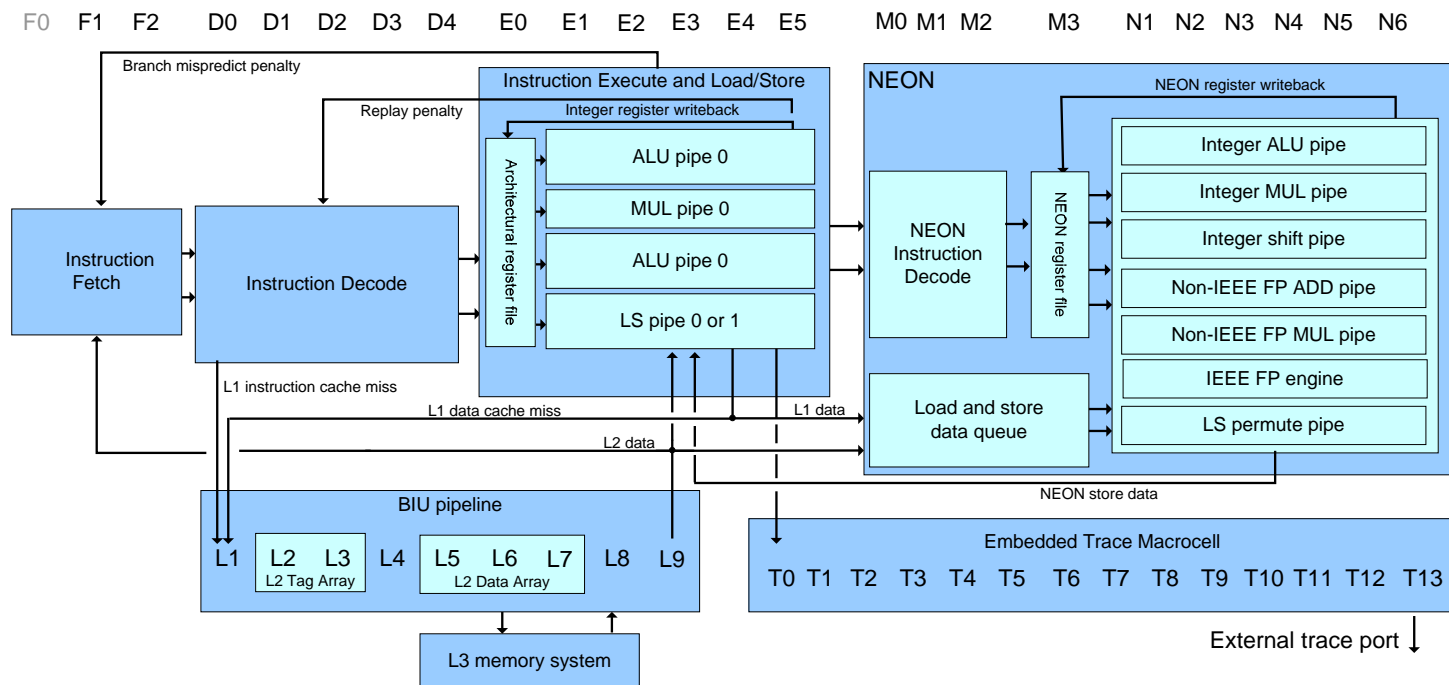 F0 F1 F2 D0 D1 D2 D3 D4 E0 E1 E2 E3 E4 E5 M0 M1 M2 M3 N1 N2 N3 N4 N5 N6
Branch mispredict penalty
Instruction Execute and Load/Store
Replay penalty
Integer register writeback
Architectural register file
ALU pipe 0
MUL pipe 0
ALU pipe 0
LS pipe 0 or 1
Instruction
Fetch
Instruction Decode
NEON
NEON register writeback
NEON
Instruction
Decode
NEON register file
Integer ALU pipe
Integer MUL pipe
Integer shift pipe
Non-IEEE FP ADD pipe
Non-IEEE FP MUL pipe
IEEE FP engine
LS permute pipe
Load and store
data queue
L1 instruction cache miss
L1 data cache miss
L1 data
L2 data
NEON store data
BIU pipeline
L1 L2 L3 L4 L5 L6 L7 L8 L9
L2 Tag Array
L2 Data Array
Embedded Trace Macrocell
T0 T1 T2 T3 T4 T5 T6 T7 T8 T9 T10 T11 T12 T13
External trace port
L3 memory system